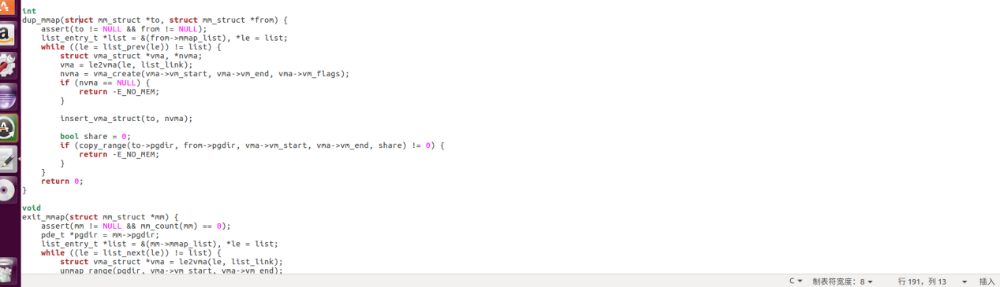 int
dup_mmap(struct mm_struct *to, struct mm_struct *from) {
    assert(to != NULL && from != NULL);
    list_entry_t *list = &(from->mmap_list), *le = list;
    while ((le = list_prev(le)) != list) {
        struct vma_struct *vma, *nvma;
        vma = le2vma(le, list_link);
        nvma = vma_create(vma->vm_start, vma->vm_end, vma->vm_flags);
        if (nvma == NULL) {
            return -E_NO_MEM;
        }
        insert_vma_struct(to, nvma);
        bool share = 0;
        if (copy_range(to->pgdir, from->pgdir, vma->vm_start, vma->vm_end, share) != 0) {
            return -E_NO_MEM;
        }
    }
    return 0;
}
void
exit_mmap(struct mm_struct *mm) {
    assert(mm != NULL && mm_count(mm) == 0);
    pde_t *pgdir = mm->pgdir;
    list_entry_t *list = &(mm->mmap_list), *le = list;
    while ((le = list_next(le)) != list) {
        struct vma_struct *vma = le2vma(le, list_link);
        unmap_range(pgdir, vma->vm_start, vma->vm_end);
C 制表符宽度: 8 行 191, 列 13 插入